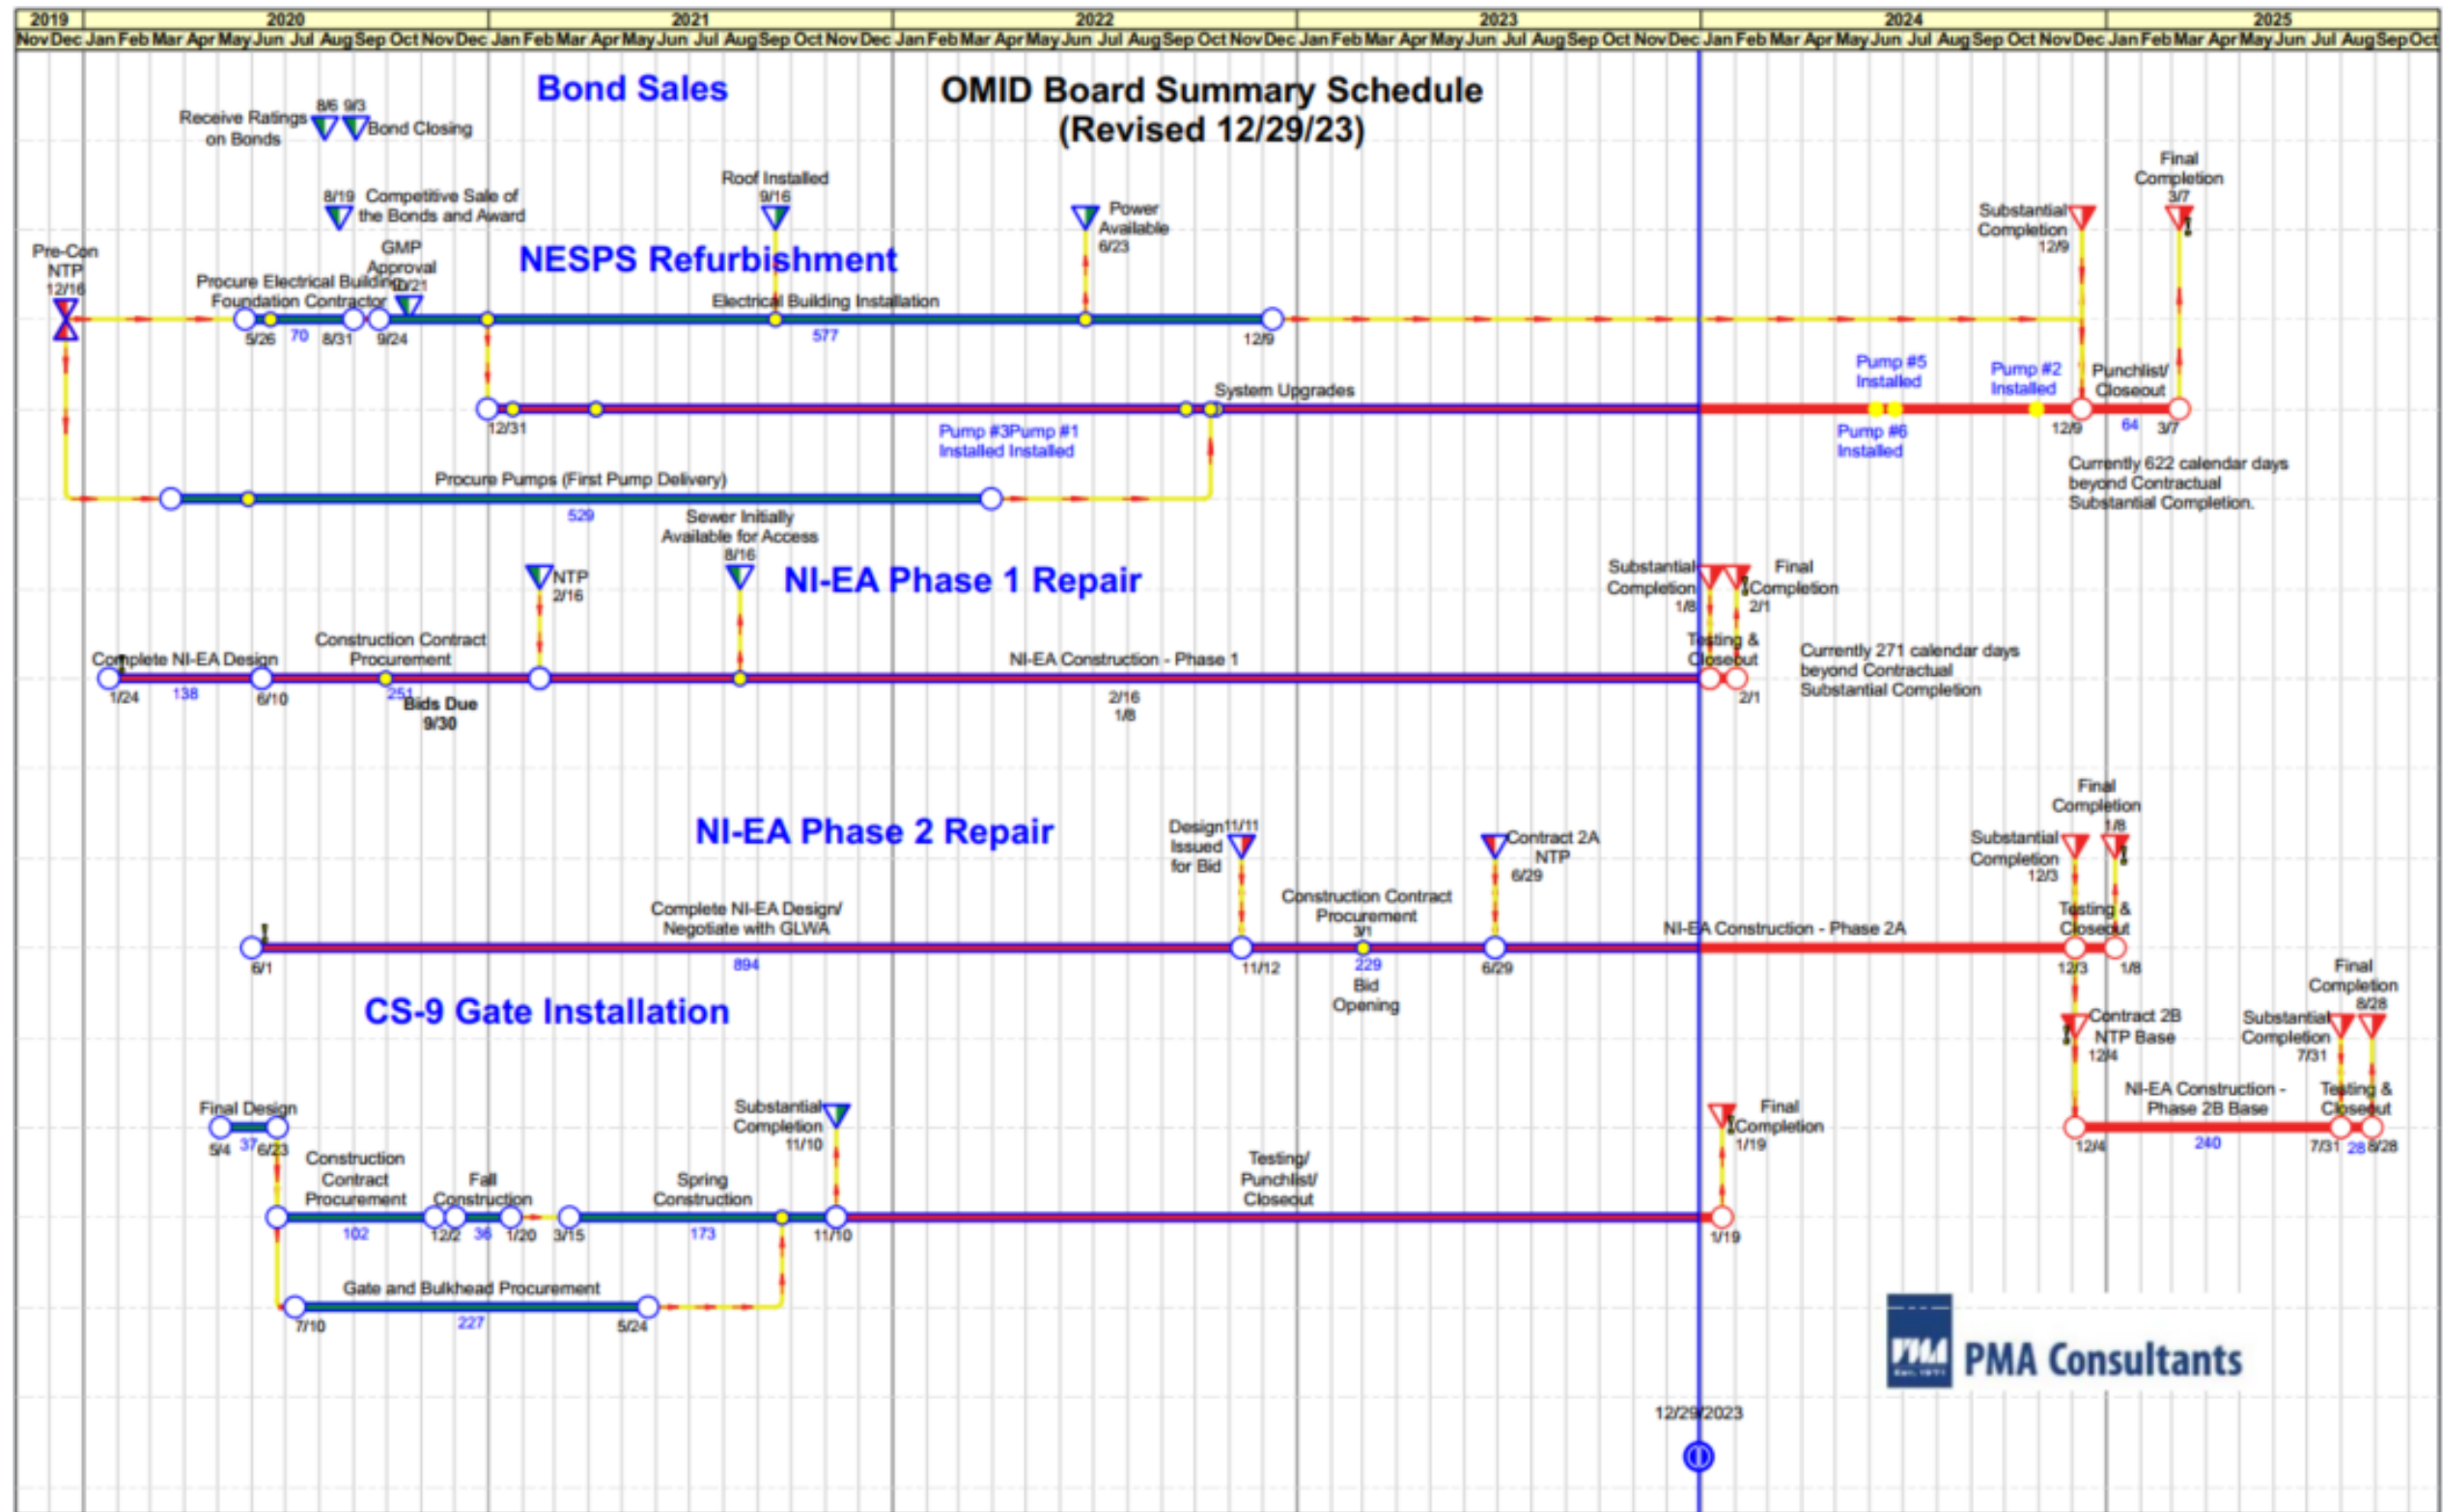 2019 2020 2021 2022 2023 2024 2025
Nov Dec Jan Feb Mar Apr May Jun Jul Aug Sep Oct Nov Dec Jan Feb Mar Apr May Jun Jul Aug Sep Oct Nov Dec Jan Feb Mar Apr May Jun Jul Aug Sep Oct Nov Dec Jan Feb Mar Apr May Jun Jul Aug Sep Oct Nov Dec Jan Feb Mar Apr May Jun Jul Aug Sep Oct Nov Dec Jan Feb Mar Apr May Jun Jul Aug Sep Oct
Bond Sales
OMID Board Summary Schedule
(Revised 12/29/23)
8/6 9/3
Receive Ratings
on Bonds
Bond Closing
8/19
Competitive Sale of
the Bonds and Award
NESPS Refurbishment
Pre-Con
NTP
12/16
Procure Electrical Building
Foundation Contractor
GMP
Approval
10/21
Roof Installed
9/16
Electrical Building Installation
Power
Available
6/23
Substantial
Completion
12/9
Final
Completion
3/7
5/26
70
8/31
9/24
577
12/9
System Upgrades
Pump #5
Installed
Pump #2
Installed
Punchlist/
Closeout
12/31
Pump #3 Pump #1
Installed Installed
Pump #6
Installed
12/9
64
3/7
Currently 622 calendar days
beyond Contractual
Substantial Completion.
Procure Pumps (First Pump Delivery)
529
NI-EA Phase 1 Repair
Sewer Initially
Available for Access
8/16
NTP
2/16
Substantial
Completion
1/8
Final
Completion
2/1
Complete NI-EA Design
Construction Contract
Procurement
NI-EA Construction - Phase 1
Testing &
Closeout
Currently 271 calendar days
beyond Contractual
Substantial Completion
1/24
138
6/10
251
Bids Due
9/30
2/16
1/8
2/1
NI-EA Phase 2 Repair
Design
Issued
for Bid
11/11
Contract 2A
NTP
6/29
Substantial
Completion
12/3
Final
Completion
1/8
Complete NI-EA Design/
Negotiate with GLWA
Construction Contract
Procurement
3/1
NI-EA Construction - Phase 2A
Testing &
Closeout
6/1
894
11/12
229
Bid
Opening
6/29
12/3
1/8
Contract 2B
NTP Base
12/4
Substantial
Completion
7/31
Final
Completion
8/28
NI-EA Construction -
Phase 2B Base
Testing &
Closeout
12/4
240
7/31
28
8/28
CS-9 Gate Installation
Final Design
5/4
37
6/23
Construction
Contract
Procurement
Fall
Construction
Spring
Construction
Substantial
Completion
11/10
Testing/
Punchlist/
Closeout
Final
Completion
1/19
102
12/2
36
1/20
3/15
173
11/10
1/19
Gate and Bulkhead Procurement
7/10
227
5/24
PMA
PMA Consultants
12/29/2023